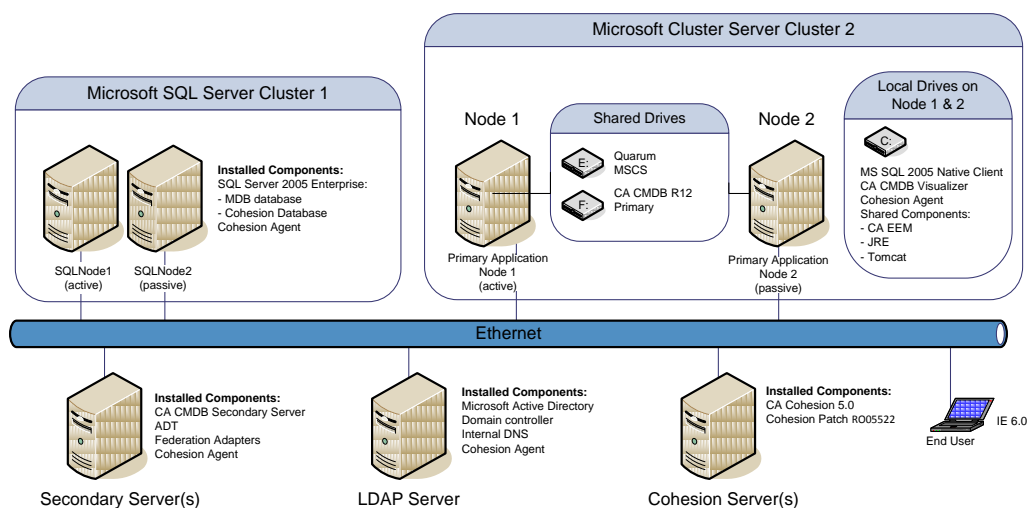 Microsoft Cluster Server Cluster 2
Microsoft SQL Server Cluster 1
Installed Components:
SQL Server 2005 Enterprise:
- MDB database
- Cohesion Database
Cohesion Agent
SQLNode1
(active)
SQLNode2
(passive)
Node 1
Primary Application
Node 1
(active)
Shared Drives
E:
Quarum
MSCS
F:
CA CMDB R12
Primary
Node 2
Primary Application
Node 2
(passive)
Local Drives on
Node 1 & 2
C:
MS SQL 2005 Native Client
CA CMDB Visualizer
Cohesion Agent
Shared Components:
- CA EEM
- JRE
- Tomcat
Ethernet
Installed Components:
CA CMDB Secondary Server
ADT
Federation Adapters
Cohesion Agent
Secondary Server(s)
Installed Components:
Microsoft Active Directory
Domain controller
Internal DNS
Cohesion Agent
LDAP Server
Installed Components:
CA Cohesion 5.0
Cohesion Patch RO05522
Cohesion Server(s)
IE 6.0
End User